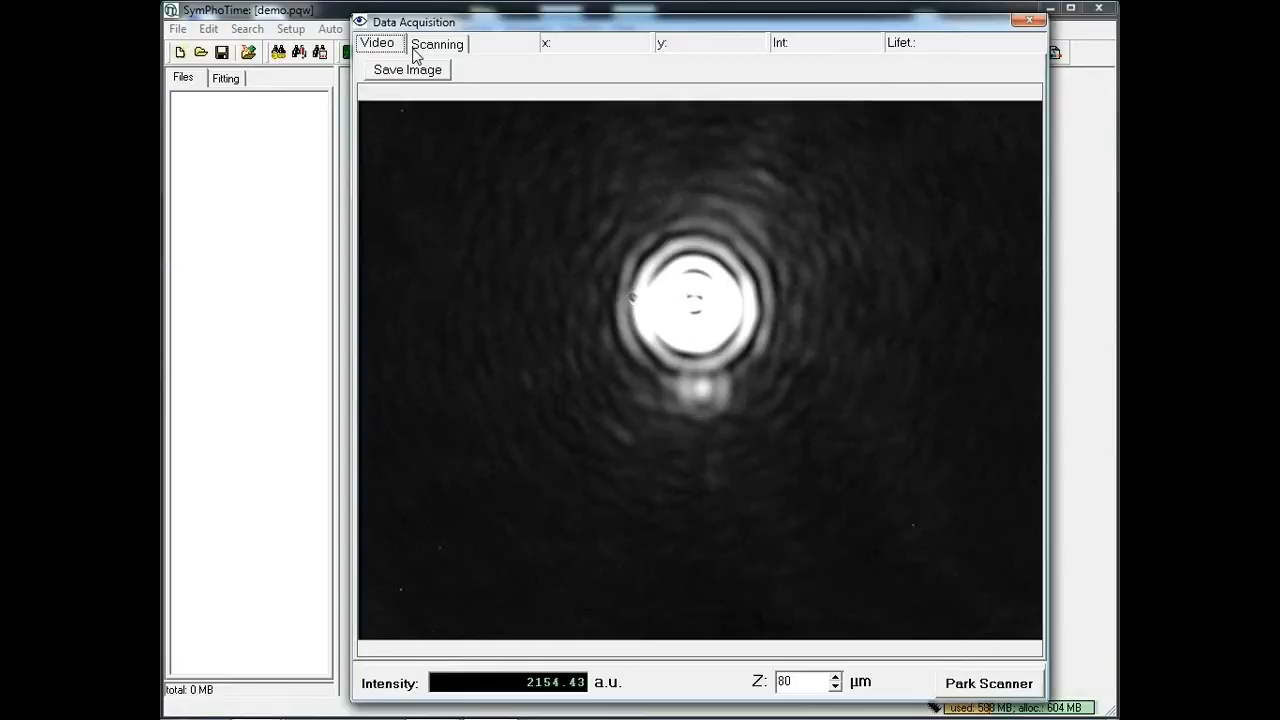 SymPhoTime: [demo.pqw]
Data Acquisition
File Edit Search Setup Auto
Video Scanning x: y: Int: Lifet.:
Save Image
Files Fitting
total: 0 MB
Intensity: 2154.43 a.u. Z: 80 µm Park Scanner
used: 588 MB; alloc.: 604 MB